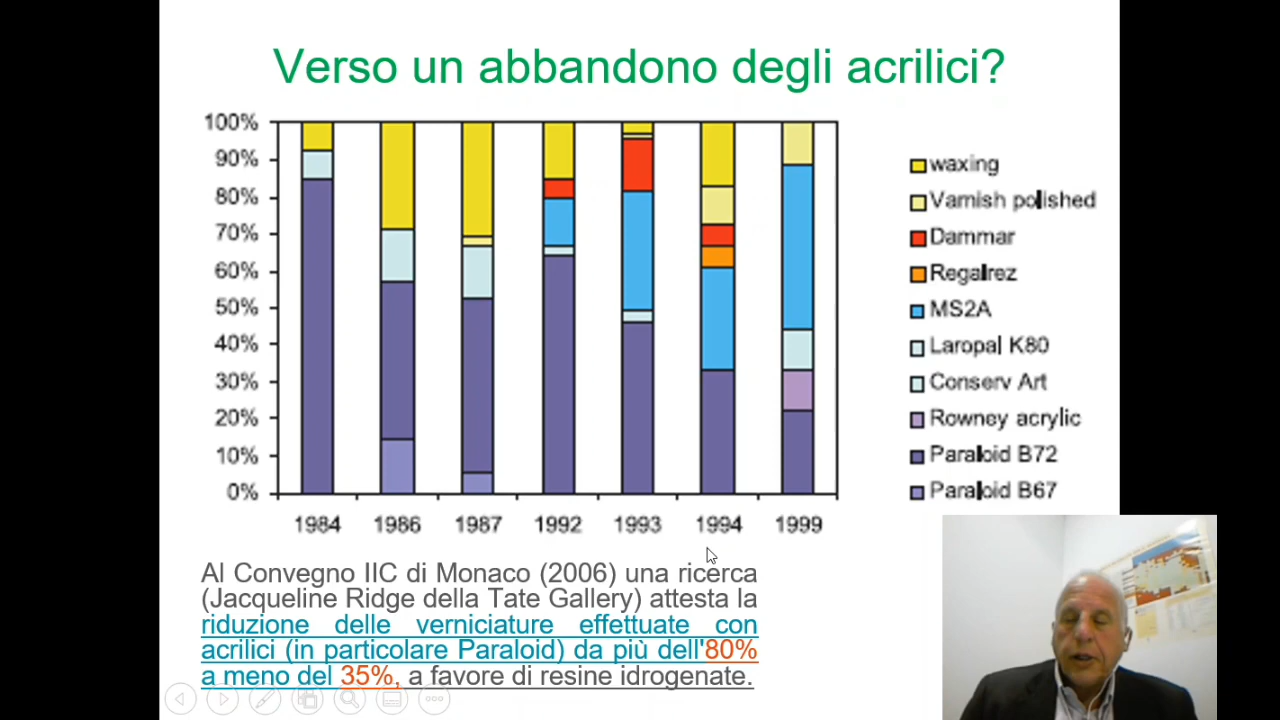 Verso un abbandono degli acrilici?
100%
90%
80%
70%
60%
50%
40%
30%
20%
10%
0%
1984 1986 1987 1992 1993 1994 1999
waxing
Varnish polished
Dammar
Regalrez
MS2A
Laropal K80
Conserv Art
Rowney acrylic
Paraloid B72
Paraloid B67
Al Convegno IIC di Monaco (2006) una ricerca
(Jacqueline Ridge della Tate Gallery) attesta la
riduzione delle verniciature effettuate con
acrilici (in particolare Paraloid) da più dell'80%
a meno del 35%, a favore di resine idrogenate.